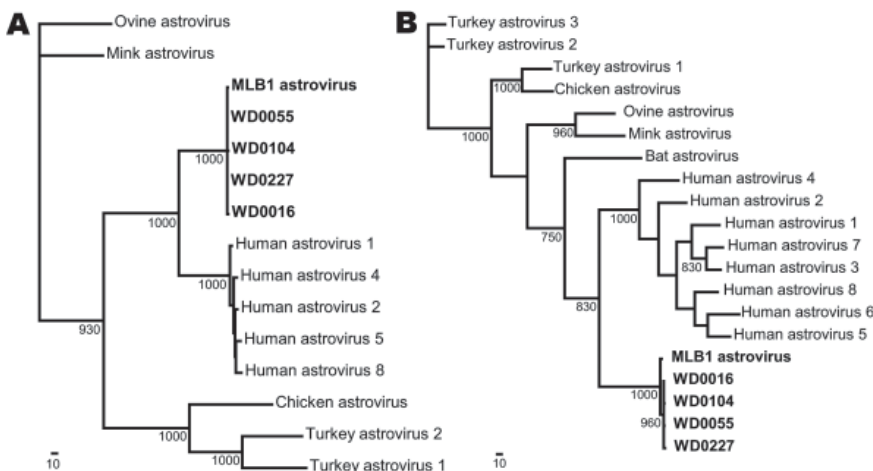 A
Ovine astrovirus
Mink astrovirus
MLB1 astrovirus
WD0055
WD0104
1000
WD0227
WD0016
1000
Human astrovirus 1
Human astrovirus 4
1000
Human astrovirus 2
930
Human astrovirus 5
Human astrovirus 8
Chicken astrovirus
1000
Turkey astrovirus 2
1000
Turkey astrovirus 1
10
B
Turkey astrovirus 3
Turkey astrovirus 2
Turkey astrovirus 1
1000
Chicken astrovirus
Ovine astrovirus
1000
960
Mink astrovirus
Bat astrovirus
Human astrovirus 4
Human astrovirus 2
1000
Human astrovirus 1
750
Human astrovirus 7
830
Human astrovirus 3
Human astrovirus 8
830
Human astrovirus 6
Human astrovirus 5
MLB1 astrovirus
WD0016
1000
WD0104
960
WD0055
WD0227
10